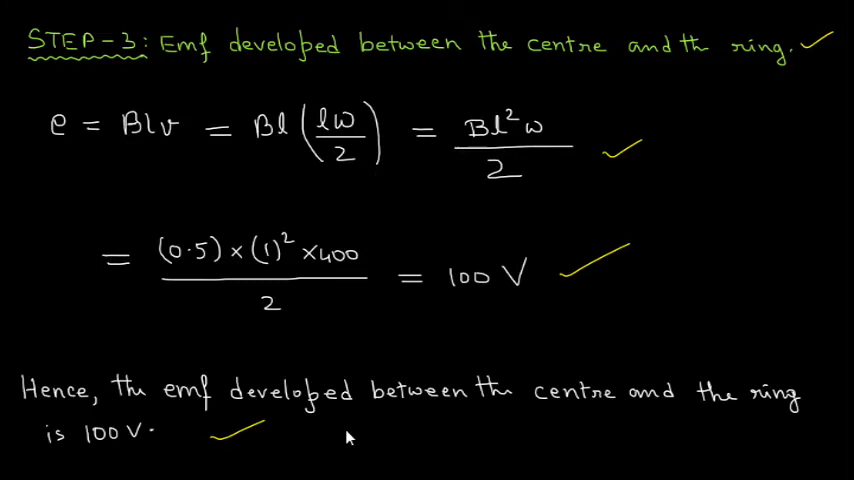 STEP-3: Emf developed between the centre and th ring.
e = Blv = Bl(lω/2) = Bl²ω/2
= (0.5)×(1)²×400/2 = 100 V
Hence, the emf developed between the centre and the ring
is 100 V.